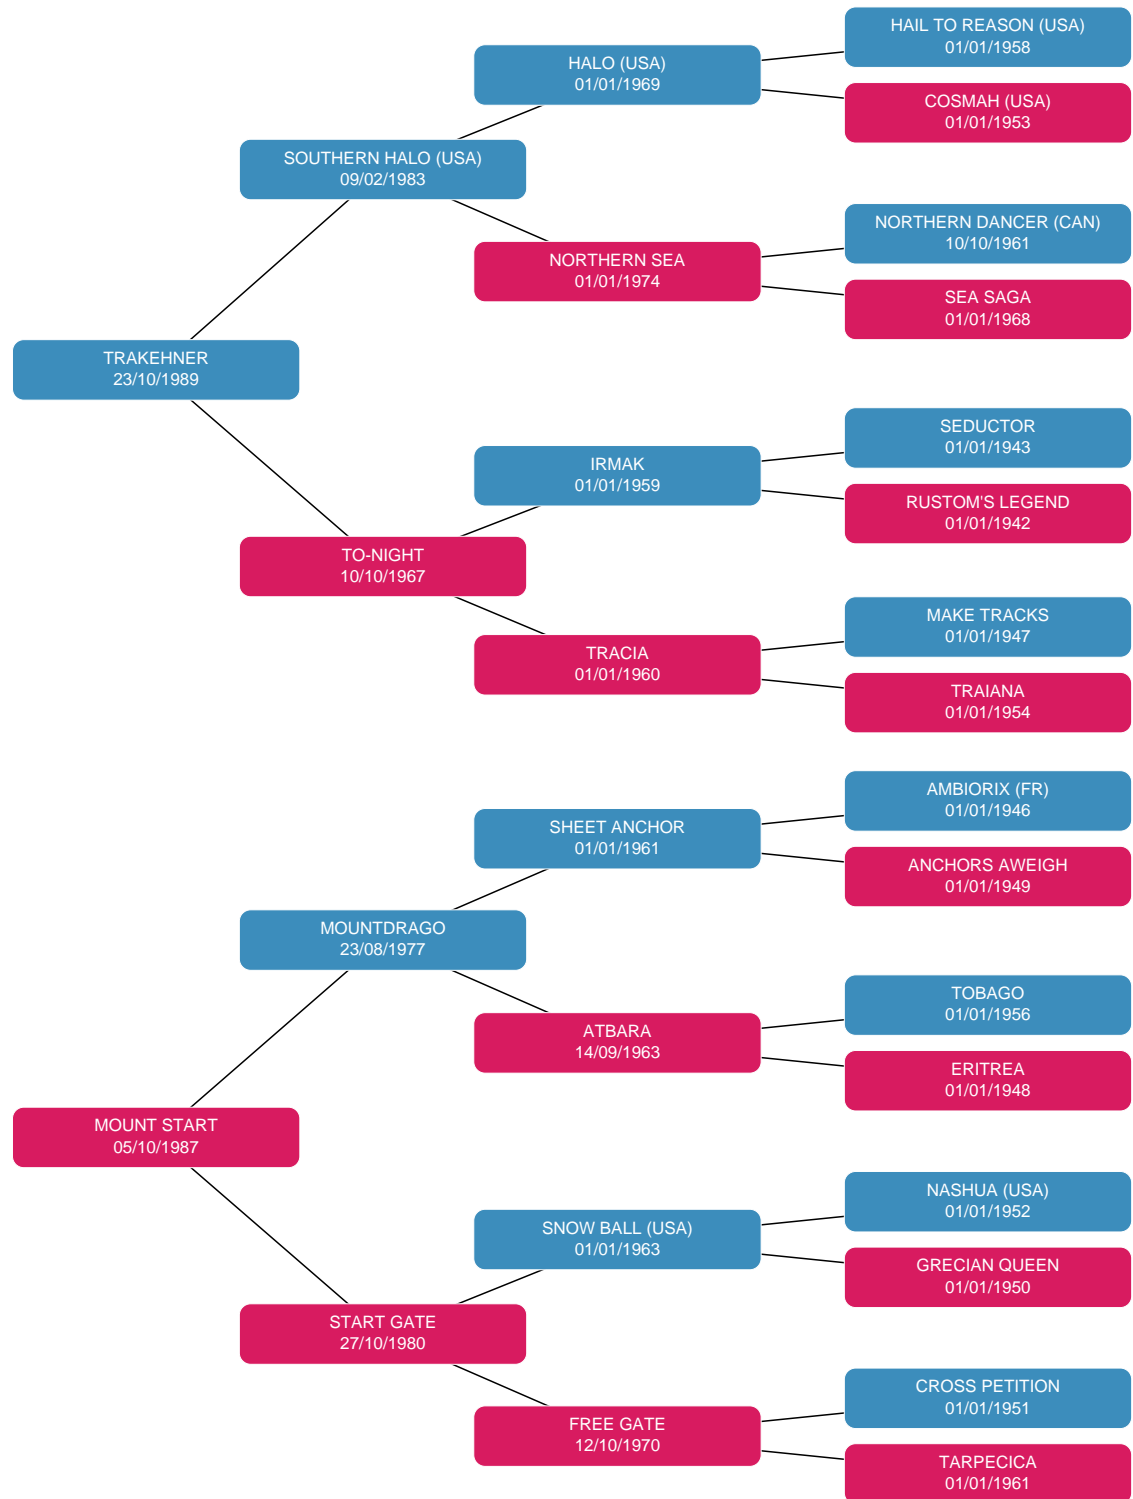 HAIL TO REASON (USA)
01/01/1958
HALO (USA)
01/01/1969
COSMAH (USA)
01/01/1953
SOUTHERN HALO (USA)
09/02/1983
NORTHERN DANCER (CAN)
10/10/1961
NORTHERN SEA
01/01/1974
SEA SAGA
01/01/1968
TRAKEHNER
23/10/1989
SEDUCTOR
01/01/1943
IRMAK
01/01/1959
RUSTOM'S LEGEND
01/01/1942
TO-NIGHT
10/10/1967
MAKE TRACKS
01/01/1947
TRACIA
01/01/1960
TRAIANA
01/01/1954
AMBIORIX (FR)
01/01/1946
SHEET ANCHOR
01/01/1961
ANCHORS AWEIGH
01/01/1949
MOUNTDRAGO
23/08/1977
TOBAGO
01/01/1956
ATBARA
14/09/1963
ERITREA
01/01/1948
MOUNT START
05/10/1987
NASHUA (USA)
01/01/1952
SNOW BALL (USA)
01/01/1963
GRECIAN QUEEN
01/01/1950
START GATE
27/10/1980
CROSS PETITION
01/01/1951
FREE GATE
12/10/1970
TARPECICA
01/01/1961